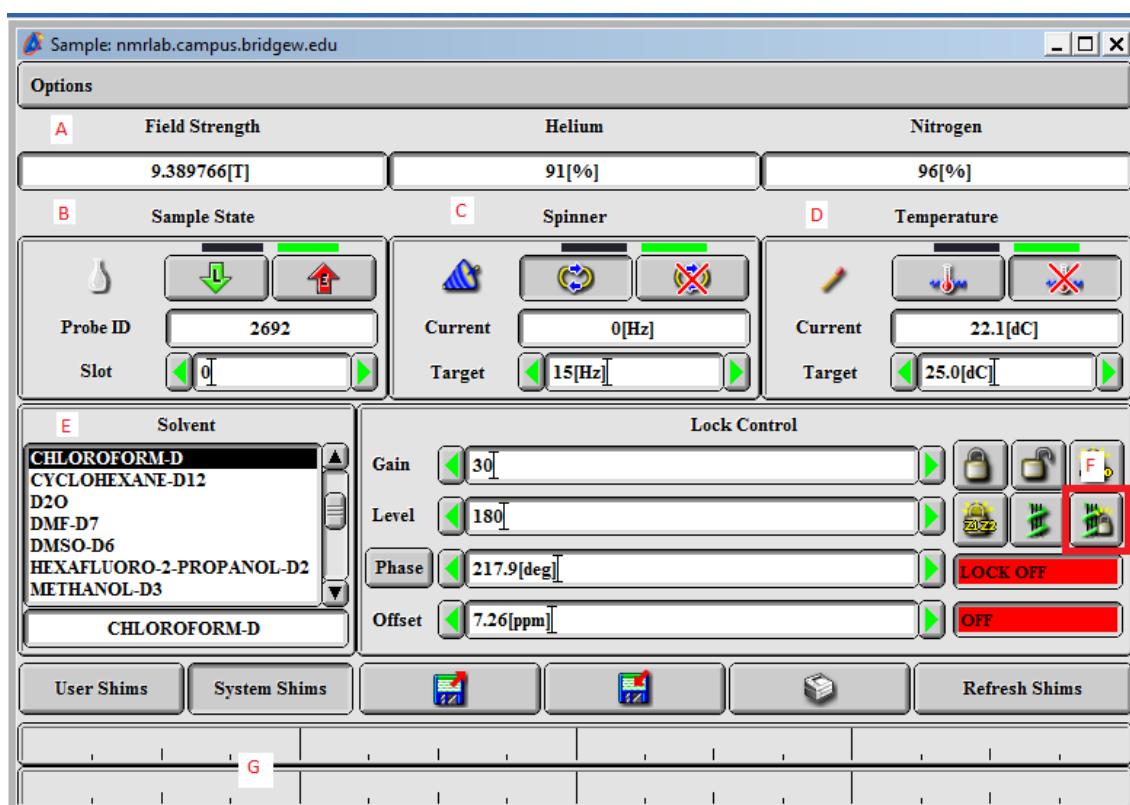 Sample: nmrlab.campus.bridgew.edu
Options
A Field Strength Helium Nitrogen
9.389766[T] 91[%] 96[%]
B Sample State C Spinner D Temperature
L E
Probe ID 2692 Current 0[Hz] Current 22.1[dC]
Slot 0 Target 15[Hz] Target 25.0[dC]
E Solvent Lock Control
CHLOROFORM-D
CYCLOHEXANE-D12
D2O
DMF-D7
DMSO-D6
HEXAFLUORO-2-PROPANOL-D2
METHANOL-D3
CHLOROFORM-D
Gain 30 F
Level 180 Z1Z2
Phase 217.9[deg] LOCK OFF
Offset 7.26[ppm] OFF
User Shims System Shims Refresh Shims
G